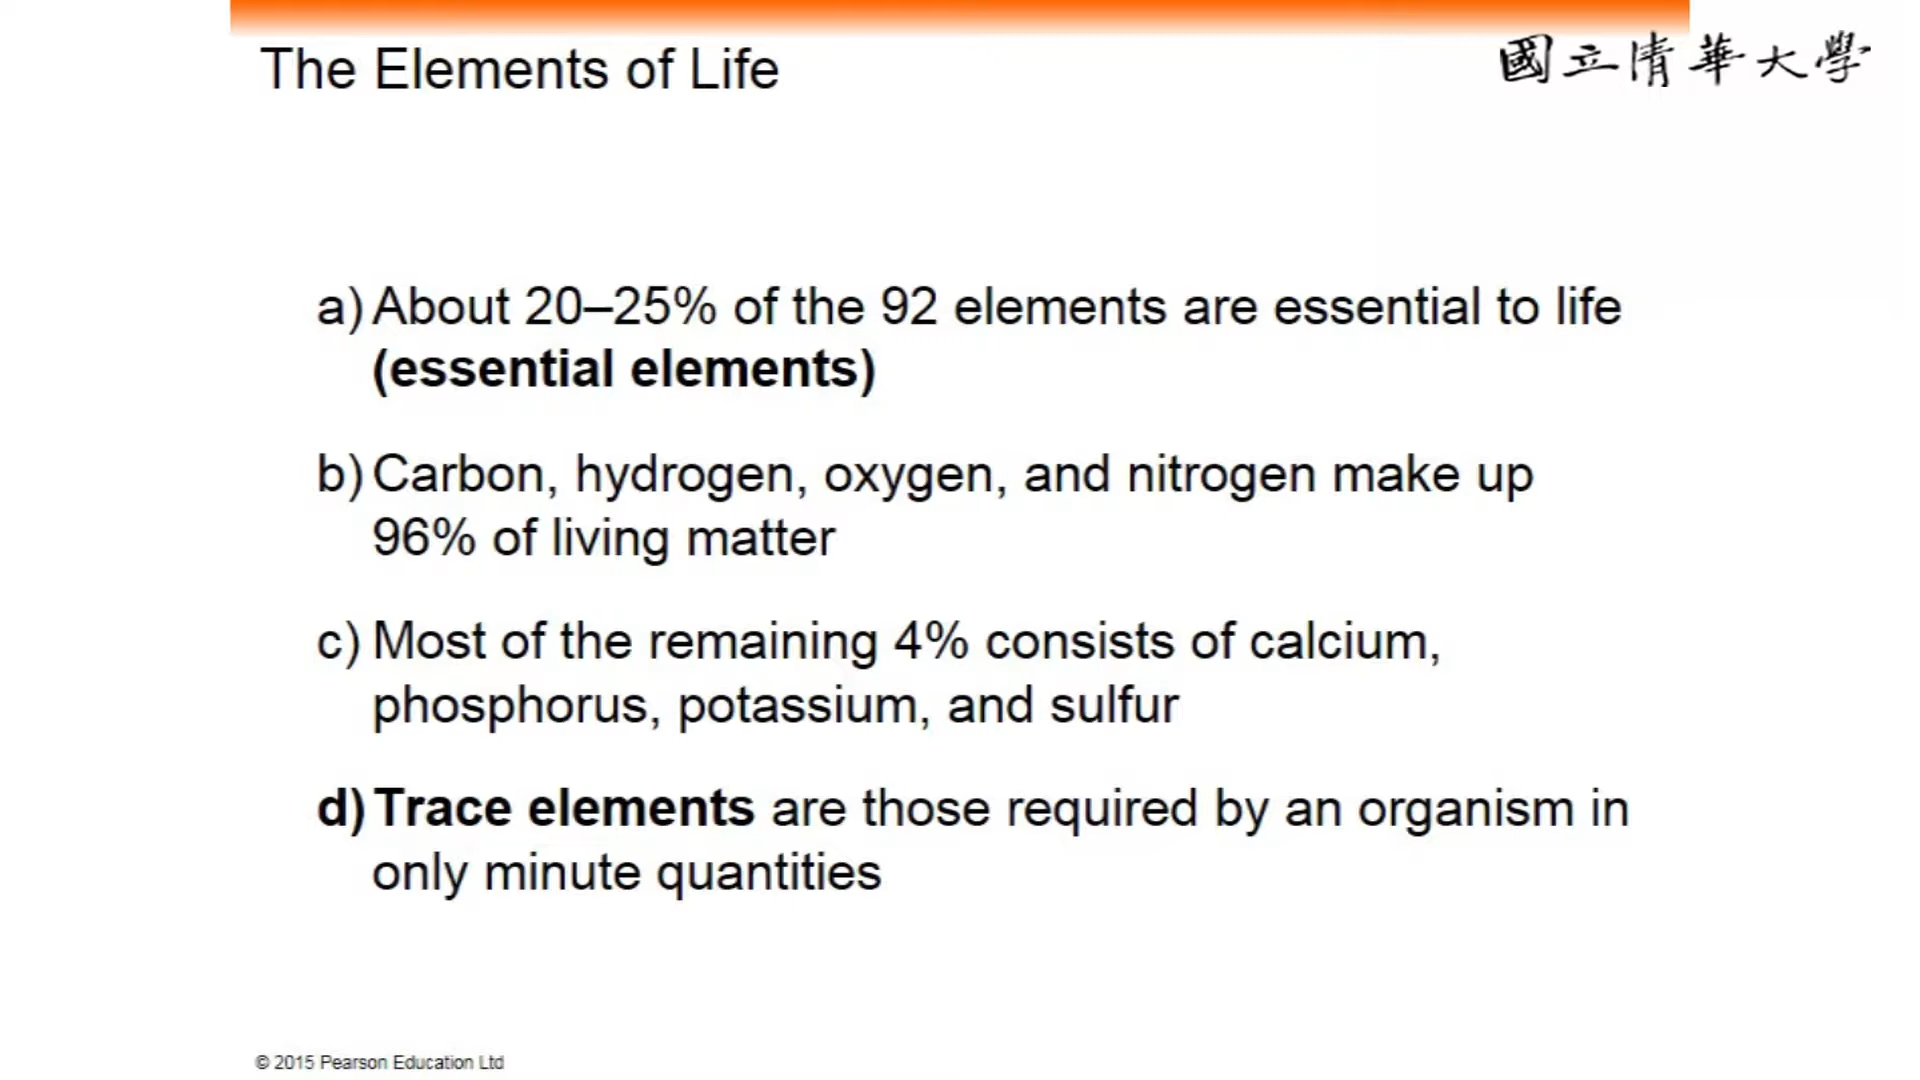 The Elements of Life
國立清華大學
a) About 20–25% of the 92 elements are essential to life
(essential elements)
b) Carbon, hydrogen, oxygen, and nitrogen make up
96% of living matter
c) Most of the remaining 4% consists of calcium,
phosphorus, potassium, and sulfur
d) Trace elements are those required by an organism in
only minute quantities
© 2015 Pearson Education Ltd